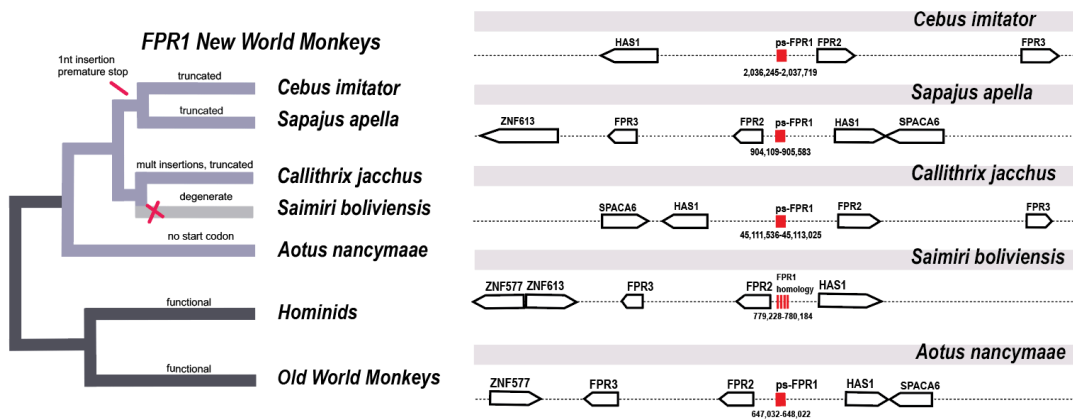 FPR1 New World Monkeys
1nt insertion
premature stop
truncated
Cebus imitator
truncated
Sapajus apella
mult insertions, truncated
Callithrix jacchus
degenerate
Saimiri boliviensis
no start codon
Aotus nancymaae
functional
Hominids
functional
Old World Monkeys
Cebus imitator
HAS1 ps-FPR1 FPR2 FPR3
2,036,245-2,037,719
Sapajus apella
ZNF613 FPR3 FPR2 ps-FPR1 HAS1 SPACA6
904,109-905,583
Callithrix jacchus
SPACA6 HAS1 ps-FPR1 FPR2 FPR3
45,111,536-45,113,025
Saimiri boliviensis
ZNF577 ZNF613 FPR3 FPR2 FPR1 HAS1
homology
779,228-780,184
Aotus nancymaae
ZNF577 FPR3 FPR2 ps-FPR1 HAS1 SPACA6
647,032-648,022